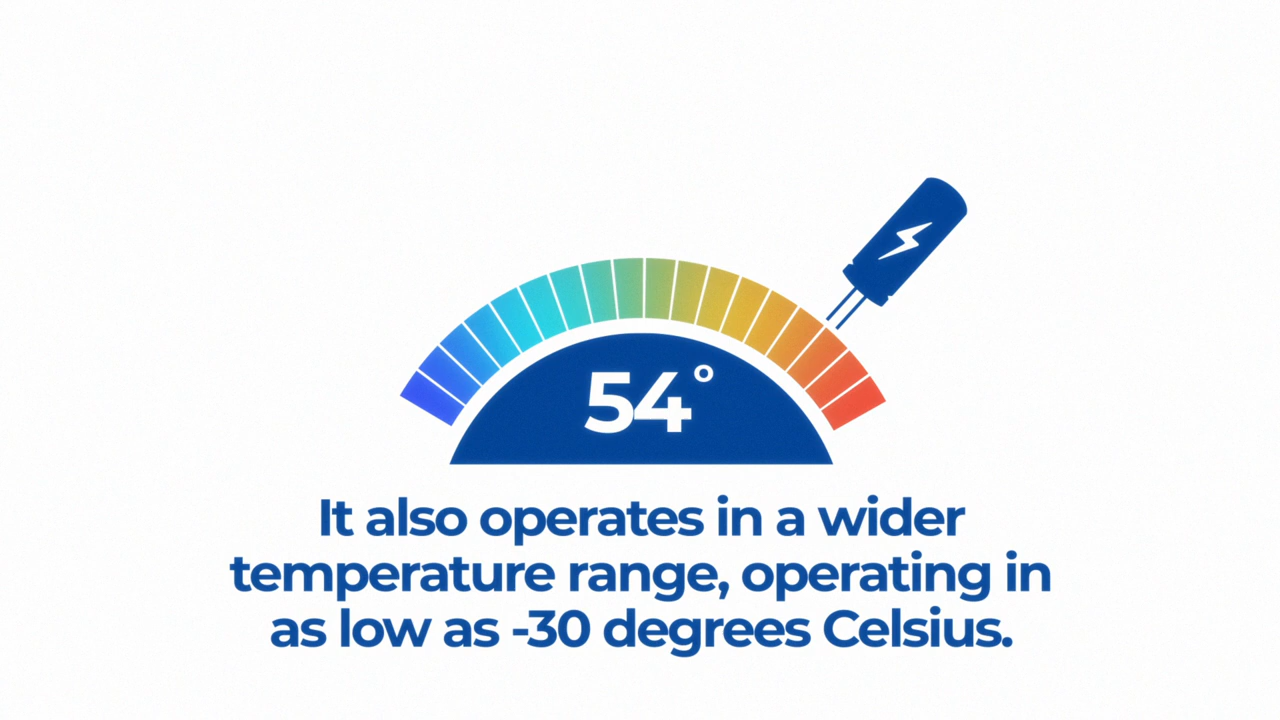 54°
It also operates in a wider
temperature range, operating in
as low as -30 degrees Celsius.